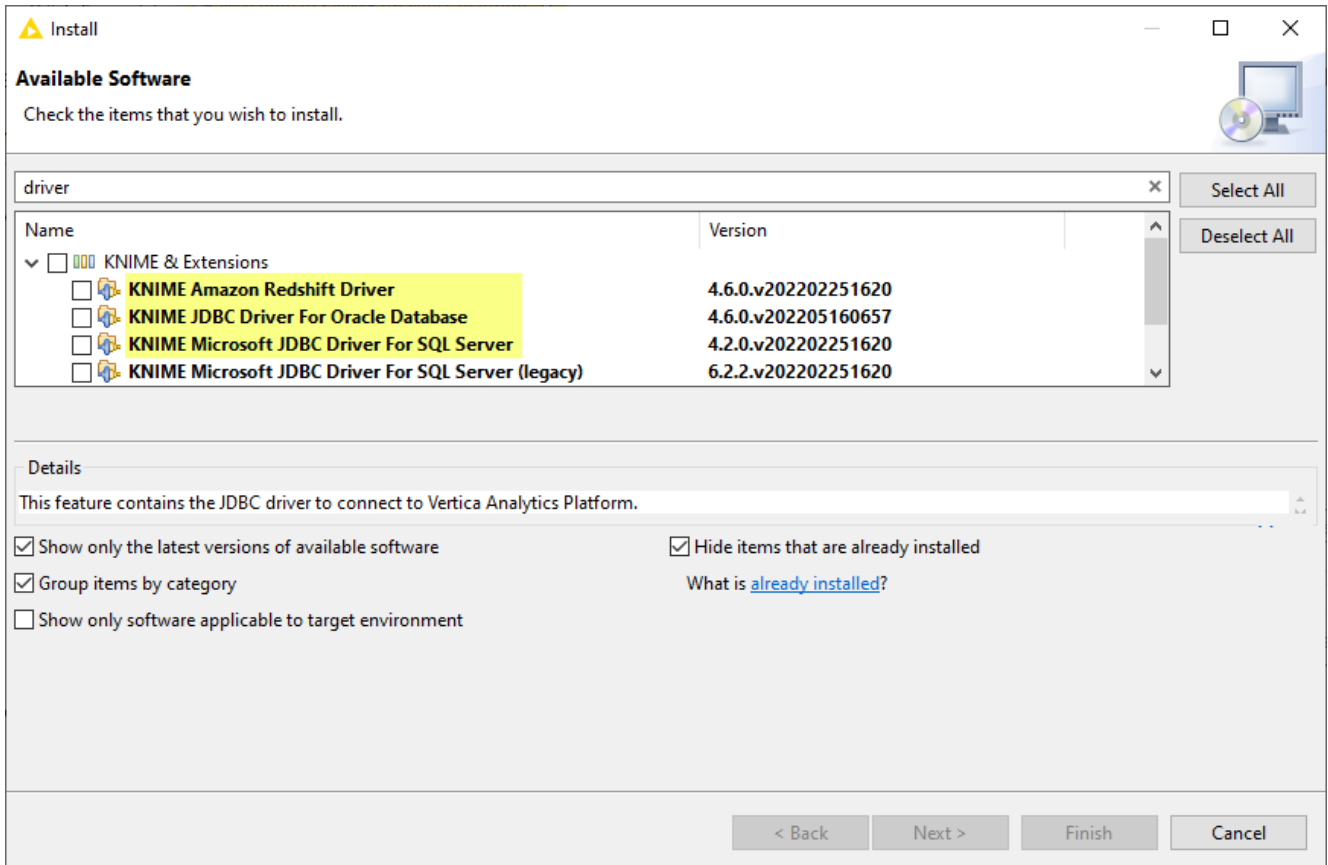 Install
Available Software
Check the items that you wish to install.
driver
Select All
Name Version
Deselect All
KNIME & Extensions
KNIME Amazon Redshift Driver 4.6.0.v202202251620
KNIME JDBC Driver For Oracle Database 4.6.0.v202205160657
KNIME Microsoft JDBC Driver For SQL Server 4.2.0.v202202251620
KNIME Microsoft JDBC Driver For SQL Server (legacy) 6.2.2.v202202251620
Details
This feature contains the JDBC driver to connect to Vertica Analytics Platform.
Show only the latest versions of available software Hide items that are already installed
Group items by category What is already installed?
Show only software applicable to target environment
< Back Next > Finish Cancel